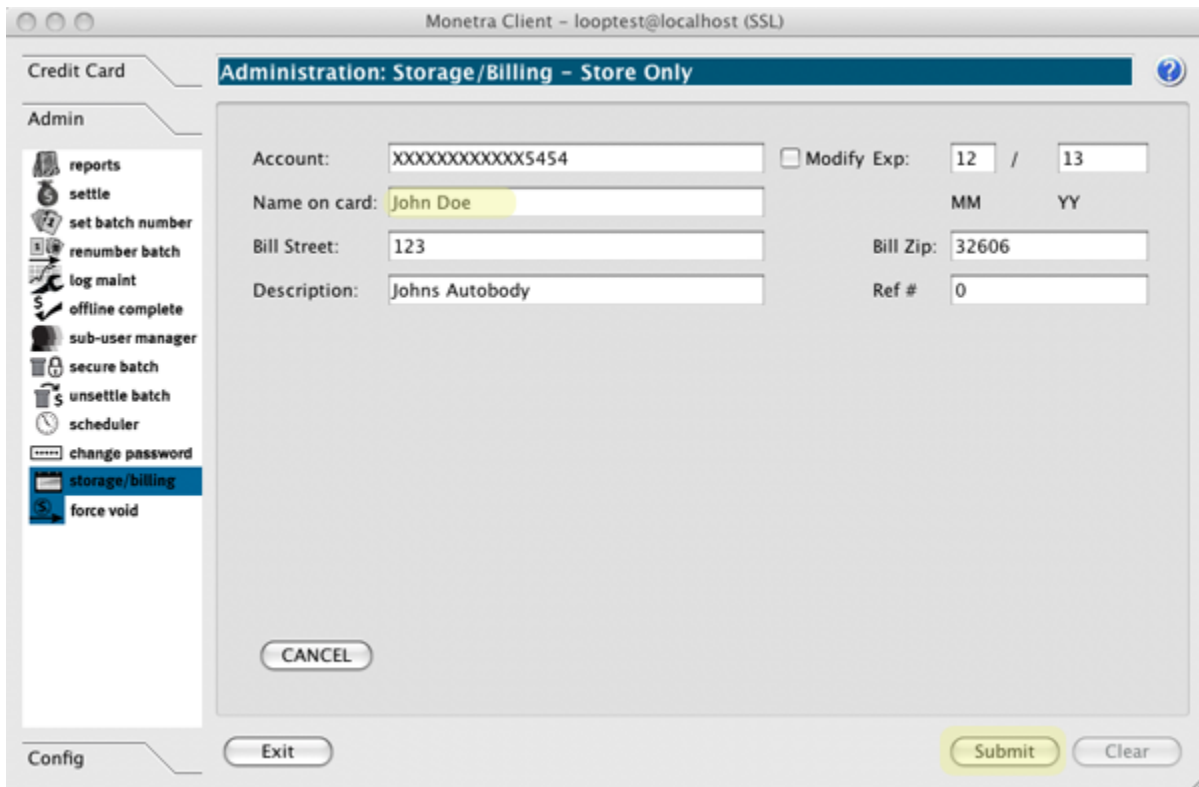 Monetra Client – looptest@localhost (SSL)
Credit Card
Administration: Storage/Billing – Store Only
?
Admin
reports
settle
set batch number
renumber batch
log maint
offline complete
sub-user manager
secure batch
unsettle batch
scheduler
change password
storage/billing
force void
Account: XXXXXXXXXXXX5454 Modify Exp: 12 / 13
Name on card: John Doe MM YY
Bill Street: 123 Bill Zip: 32606
Description: Johns Autobody Ref # 0
CANCEL
Config
Exit Submit Clear